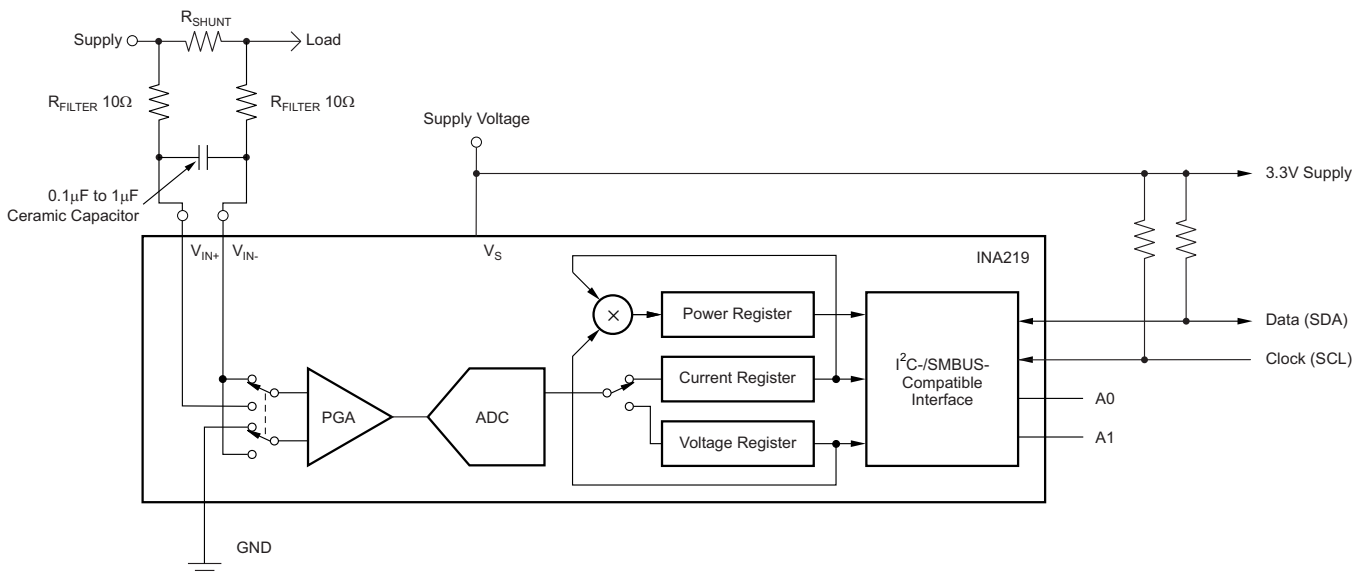 R_SHUNT
Supply
Load
R_FILTER 10Ω
R_FILTER 10Ω
Supply Voltage
0.1μF to 1μF
Ceramic Capacitor
3.3V Supply
V_IN+
V_IN-
V_S
INA219
×
Power Register
Data (SDA)
Clock (SCL)
I²C-/SMBUS-
Compatible
Interface
Current Register
A0
PGA
ADC
A1
Voltage Register
GND